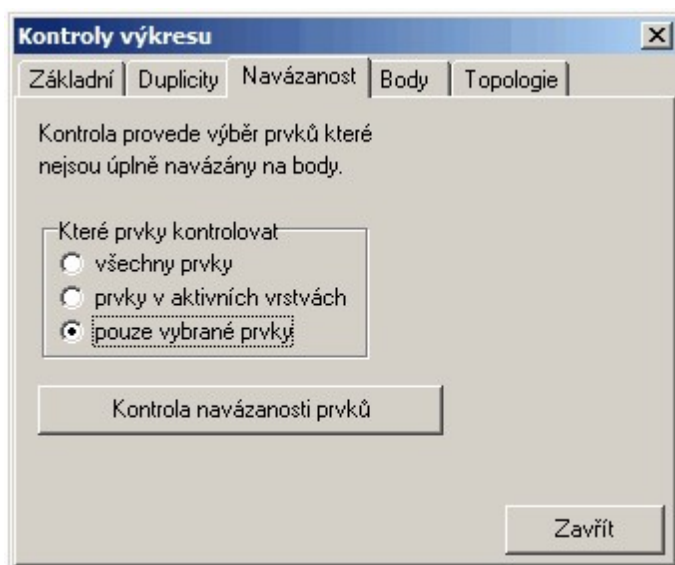 Kontroly výkresu
Základní Duplicity Navázanost Body Topologie
Kontrola provede výběr prvků které
nejsou úplně navázány na body.
Které prvky kontrolovat
všechny prvky
prvky v aktivních vrstvách
pouze vybrané prvky
Kontrola navázanosti prvků
Zavřít